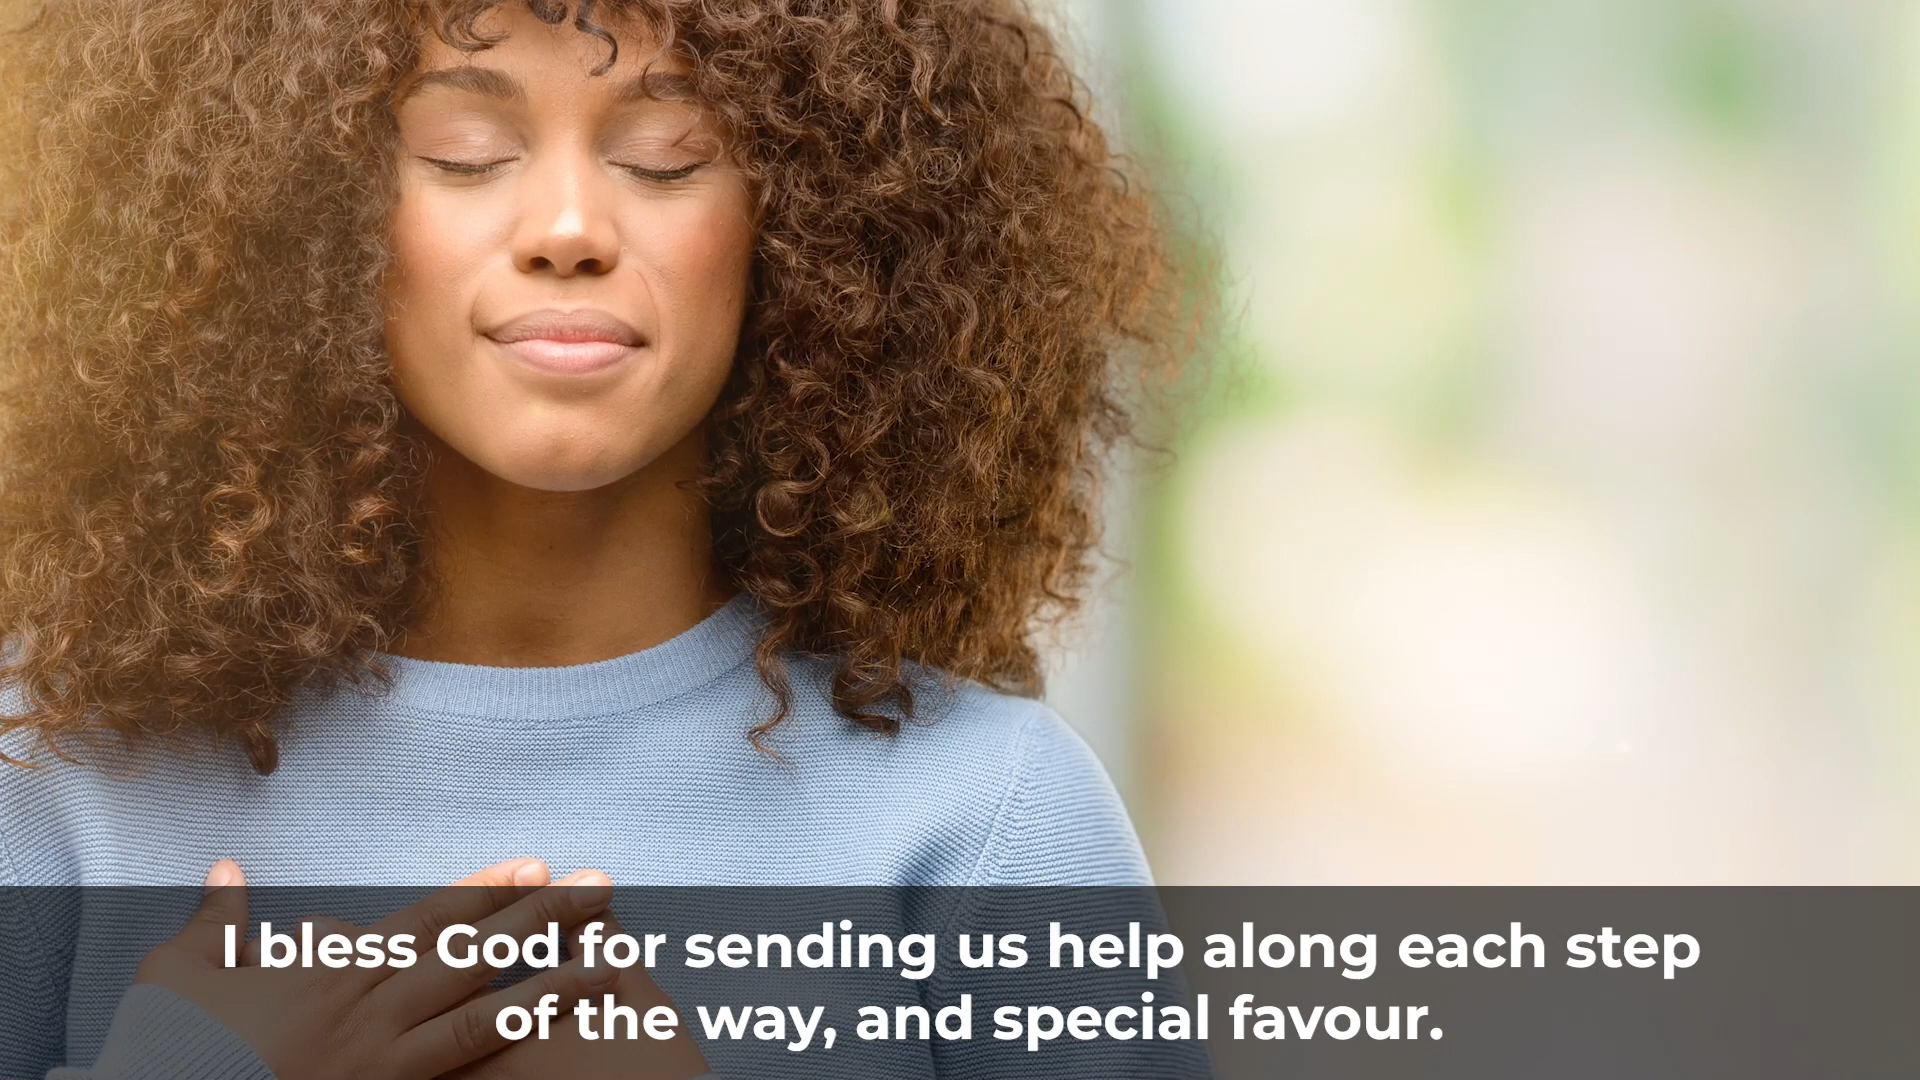 I bless God for sending us help along each step
of the way, and special favour.